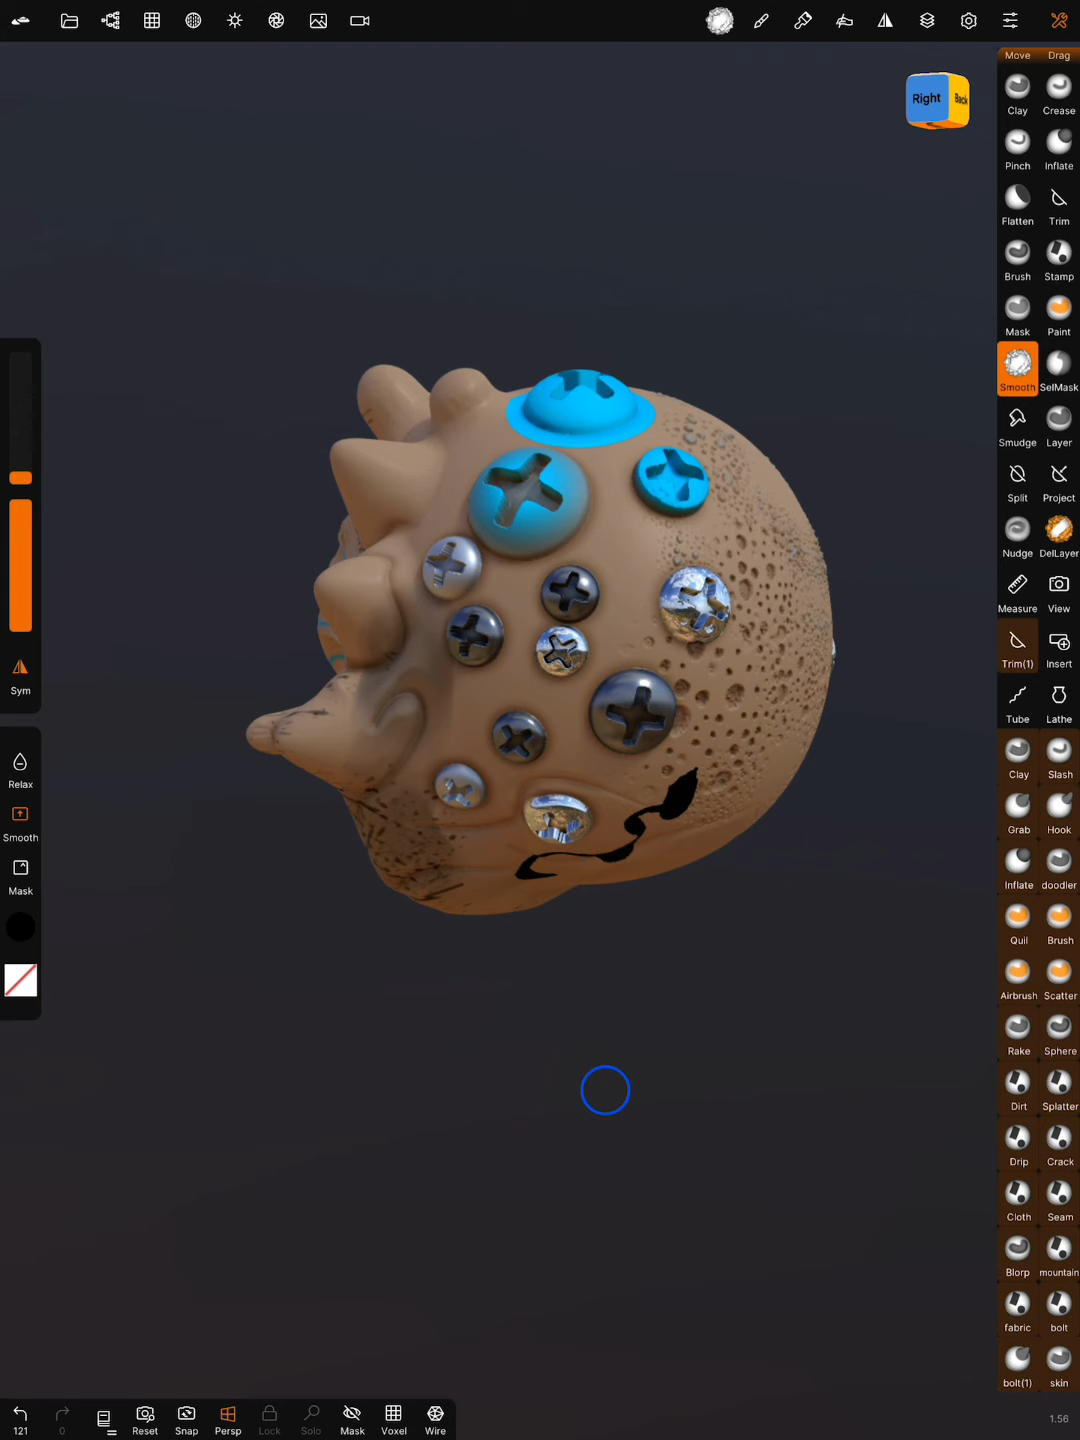 Right
Back
Move Drag
Clay Crease
Pinch Inflate
Flatten Trim
Brush Stamp
Mask Paint
Smooth SelMask
Smudge Layer
Split Project
Nudge DelLayer
Measure View
Trim(1) Insert
Tube Lathe
Clay Slash
Grab Hook
Inflate doodler
Quil Brush
Airbrush Scatter
Rake Sphere
Dirt Splatter
Drip Crack
Cloth Seam
Blorp mountain
fabric bolt
bolt(1) skin
Sym
Relax
Smooth
Mask
121 0 Reset Snap Persp Lock Solo Mask Voxel Wire
1.56